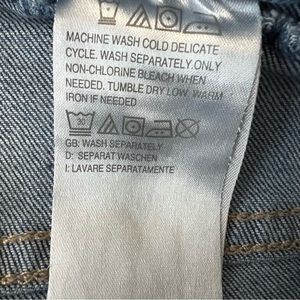 MACHINE WASH COLD DELICATE
CYCLE. WASH SEPARATELY.ONLY
NON-CHLORINE BLEACH WHEN
NEEDED. TUMBLE DRY LOW. WARM
IRON IF NEEDED
30
GB: WASH SEPARATELY
D: SEPARAT WASCHEN
I: LAVARE SEPARATAMENTE